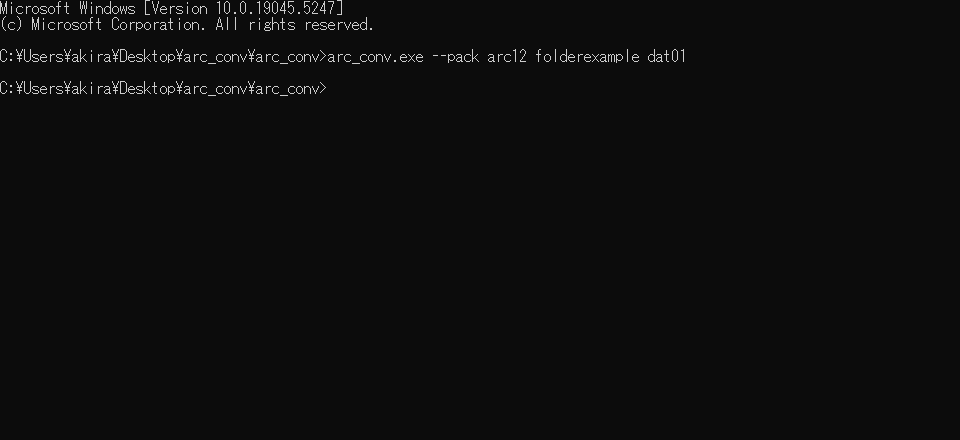 Microsoft Windows [Version 10.0.19045.5247]
(c) Microsoft Corporation. All rights reserved.
C:¥Users¥akira¥Desktop¥arc_conv¥arc_conv>arc_conv.exe --pack arc12 folderexample dat01
C:¥Users¥akira¥Desktop¥arc_conv¥arc_conv>